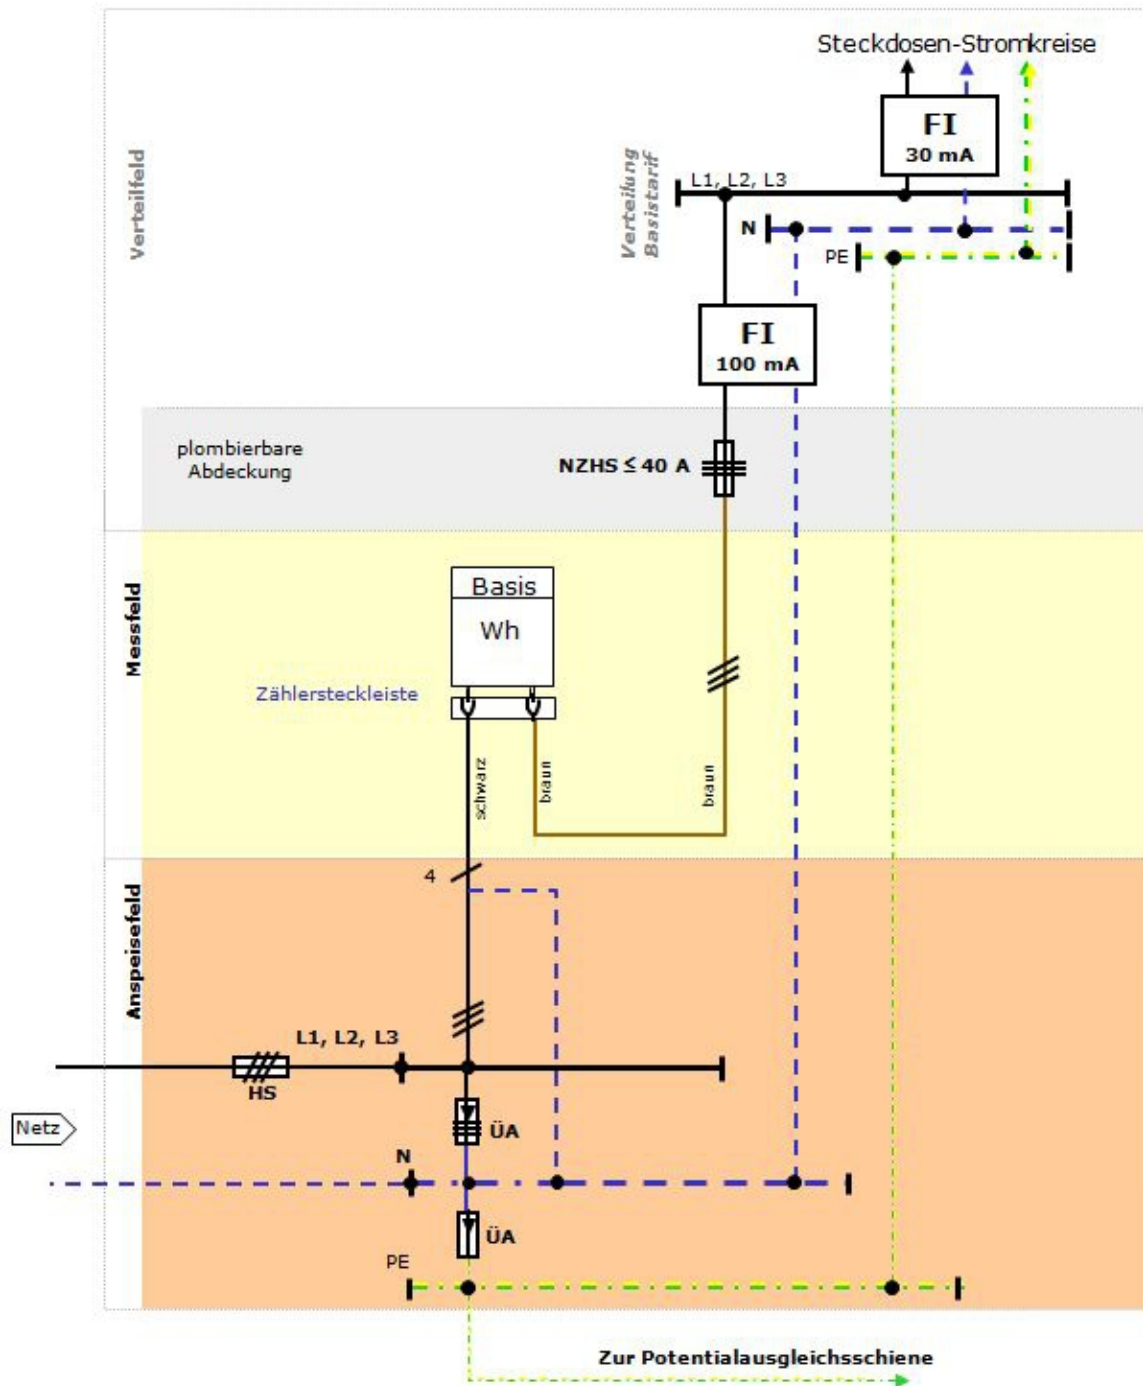 Steckdosen-Stromkreise
FI
30 mA
Verteilfeld
Verteilung
Basistarif
L1, L2, L3
N
PE
FI
100 mA
plombierbare
Abdeckung
NZHS ≤ 40 A
Messfeld
Basis
Wh
Zählersteckleiste
schwarz
braun
braun
Anspeisefeld
4
L1, L2, L3
HS
Netz
ÜA
N
ÜA
PE
Zur Potentialausgleichsschiene